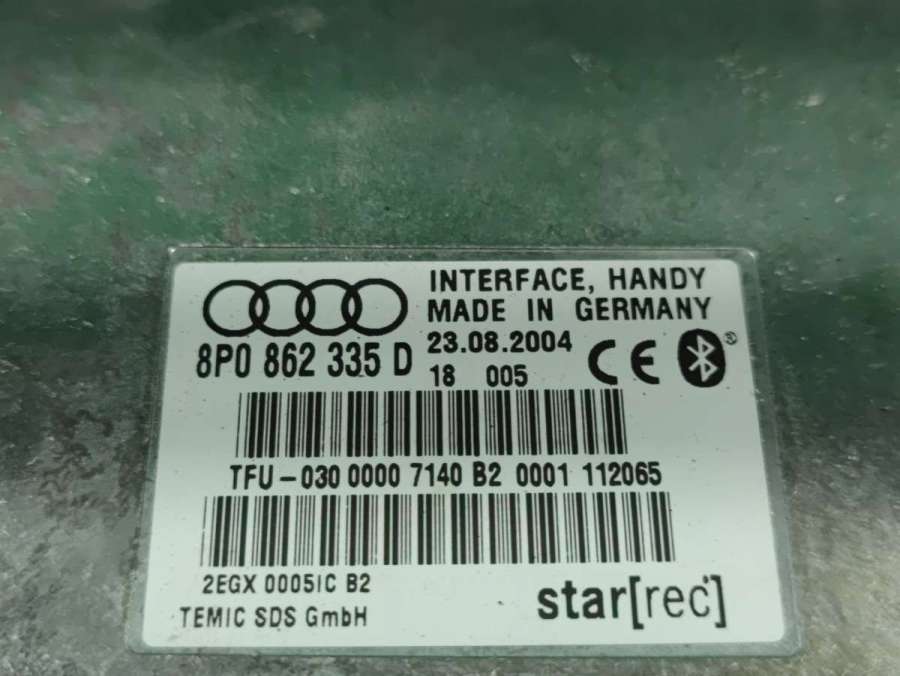 INTERFACE, HANDY
MADE IN GERMANY
8P0 862 335 D
23.08.2004
18 005
CE
®
TFU-030 0000 7140 B2 0001 112065
2EGX 0005IC B2
TEMIC SDS GmbH
star[rec]